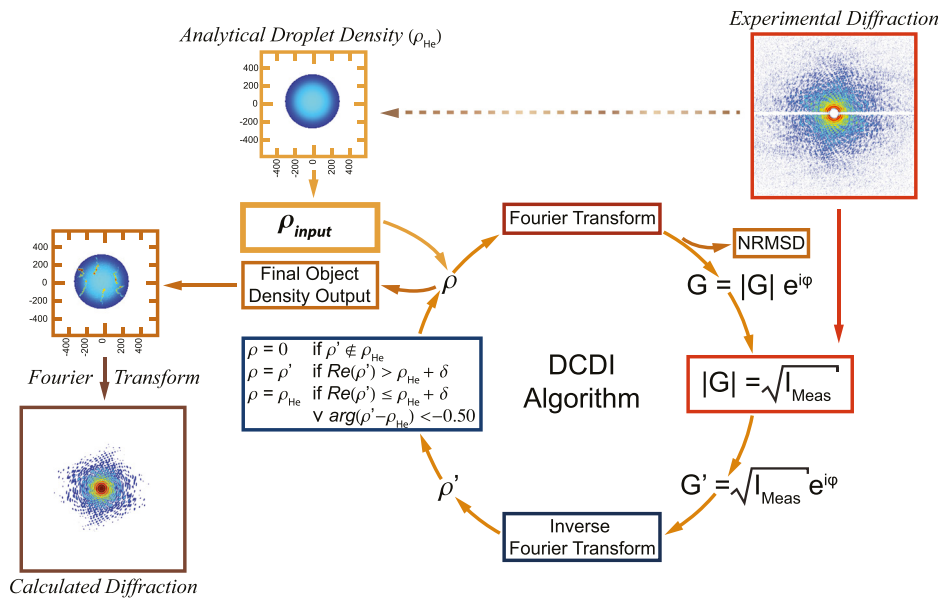 Analytical Droplet Density (ρHe)
Experimental Diffraction
400
200
0
-200
-400
-400
-200
0
200
400
ρinput
Fourier Transform
NRMSD
Final Object
Density Output
ρ
G = |G| eiφ
400
200
0
-200
-400
-400
-200
0
200
400
ρ = 0 if ρ' ∉ ρHe
ρ = ρ' if Re(ρ') > ρHe + δ
ρ = ρHe if Re(ρ') ≤ ρHe + δ
∨ arg(ρ'−ρHe) <−0.50
DCDI
Algorithm
|G| = √IMeas
Fourier Transform
G' = √IMeas eiφ
ρ'
Inverse
Fourier Transform
Calculated Diffraction